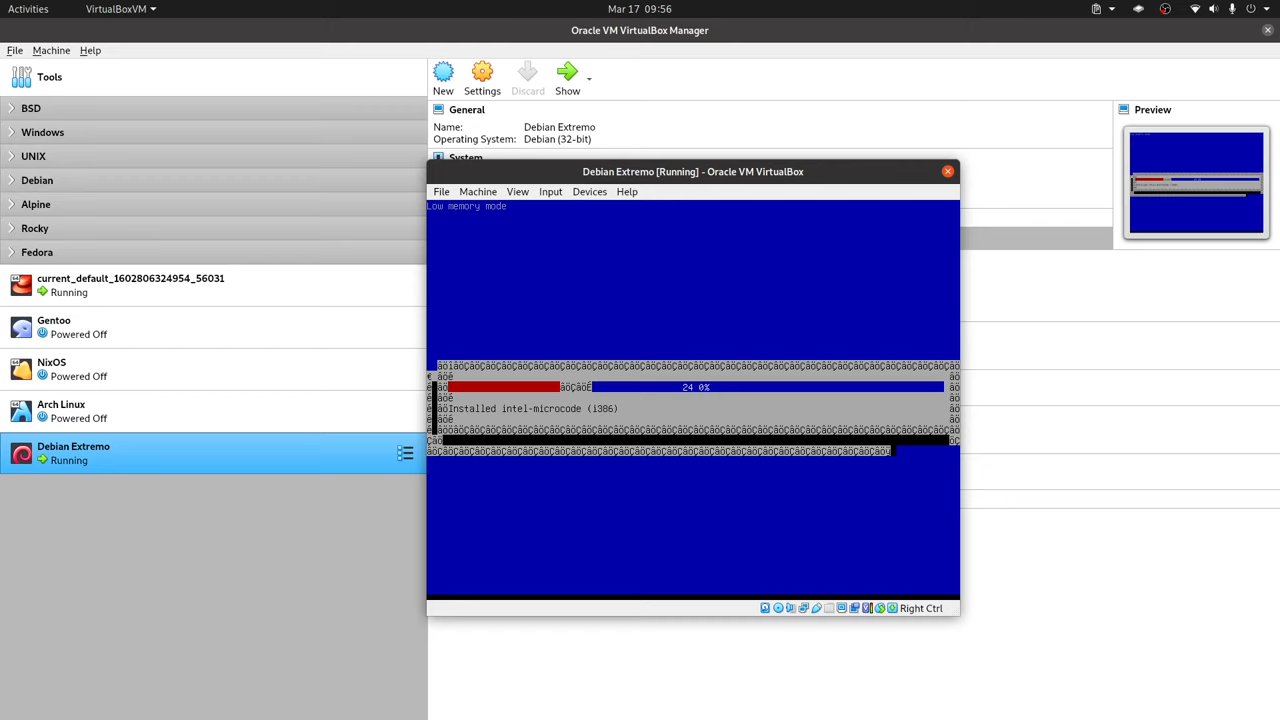 Activities
VirtualBoxVM
Mar 17 09:56
Oracle VM VirtualBox Manager
File Machine Help
Tools
BSD
Windows
UNIX
Debian
Alpine
Rocky
Fedora
current_default_1602806324954_56031
Running
Gentoo
Powered Off
NixOS
Powered Off
Arch Linux
Powered Off
Debian Extremo
Running
New Settings Discard Show
General
Name: Debian Extremo
Operating System: Debian (32-bit)
System
Preview
Debian Extremo [Running] - Oracle VM VirtualBox
File Machine View Input Devices Help
Low memory mode
24 0%
Installed intel-microcode (i386)
Right Ctrl